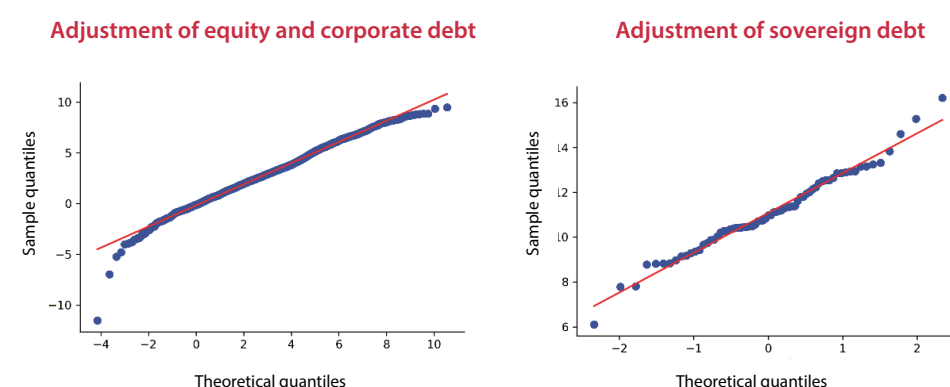 Adjustment of equity and corporate debt
Sample quantiles
10
5
0
−5
−10
−4 −2 0 2 4 6 8 10
Theoretical quantiles
Adjustment of sovereign debt
Sample quantiles
16
14
12
10
8
6
−2 −1 0 1 2
Theoretical quantiles